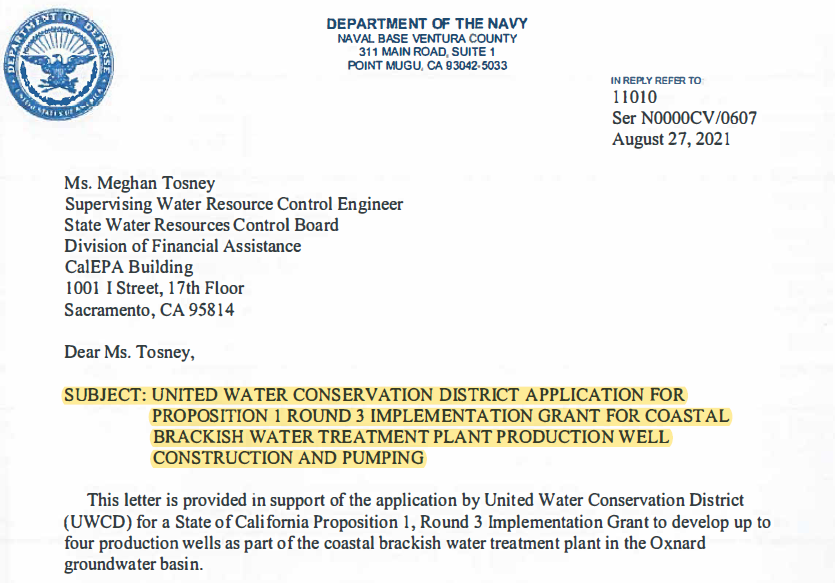 DEPARTMENT OF DEFENSE
UNITED STATES OF AMERICA
DEPARTMENT OF THE NAVY
NAVAL BASE VENTURA COUNTY
311 MAIN ROAD, SUITE 1
POINT MUGU, CA 93042-5033
IN REPLY REFER TO:
11010
Ser N0000CV/0607
August 27, 2021
Ms. Meghan Tosney
Supervising Water Resource Control Engineer
State Water Resources Control Board
Division of Financial Assistance
CalEPA Building
1001 I Street, 17th Floor
Sacramento, CA 95814
Dear Ms. Tosney,
SUBJECT: UNITED WATER CONSERVATION DISTRICT APPLICATION FOR
PROPOSITION 1 ROUND 3 IMPLEMENTATION GRANT FOR COASTAL
BRACKISH WATER TREATMENT PLANT PRODUCTION WELL
CONSTRUCTION AND PUMPING
This letter is provided in support of the application by United Water Conservation District
(UWCD) for a State of California Proposition 1, Round 3 Implementation Grant to develop up to
four production wells as part of the coastal brackish water treatment plant in the Oxnard
groundwater basin.